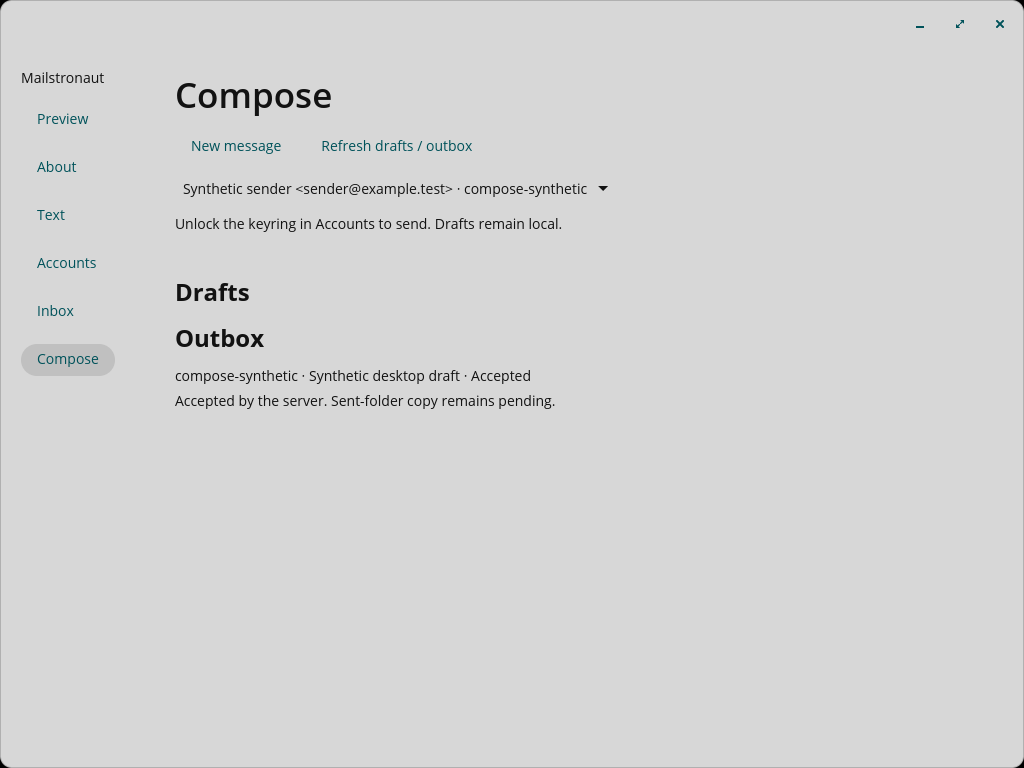 Mailstronaut
Preview
About
Text
Accounts
Inbox
Compose
Compose
New message
Refresh drafts / outbox
Synthetic sender <sender@example.test> · compose-synthetic
Unlock the keyring in Accounts to send. Drafts remain local.
Drafts
Outbox
compose-synthetic · Synthetic desktop draft · Accepted
Accepted by the server. Sent-folder copy remains pending.